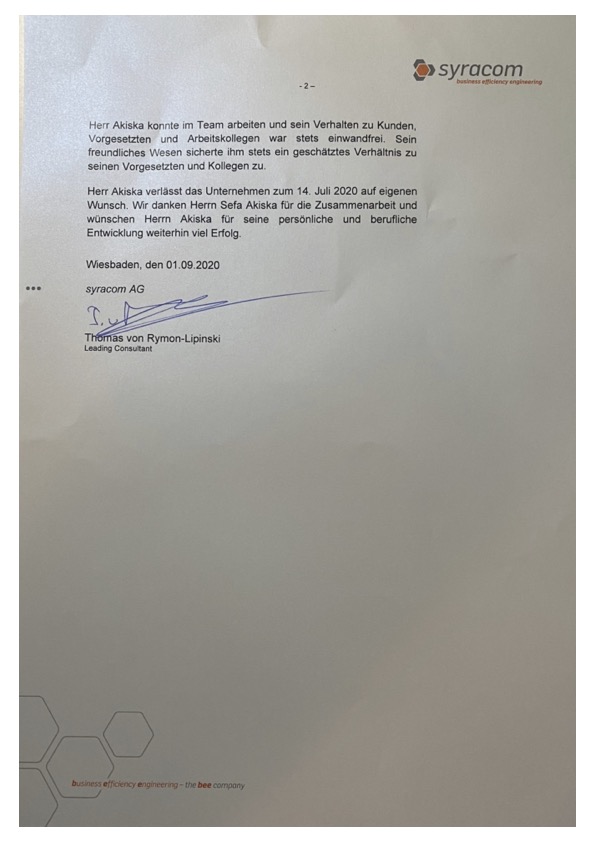 syracom
business efficiency engineering
- 2 –
Herr Akiska konnte im Team arbeiten und sein Verhalten zu Kunden,
Vorgesetzten und Arbeitskollegen war stets einwandfrei. Sein
freundliches Wesen sicherte ihm stets ein geschätztes Verhältnis zu
seinen Vorgesetzten und Kollegen zu.
Herr Akiska verlässt das Unternehmen zum 14. Juli 2020 auf eigenen
Wunsch. Wir danken Herrn Sefa Akiska für die Zusammenarbeit und
wünschen Herrn Akiska für seine persönliche und berufliche
Entwicklung weiterhin viel Erfolg.
Wiesbaden, den 01.09.2020
syracom AG
Thomas von Rymon-Lipinski
Leading Consultant
business efficiency engineering – the bee company